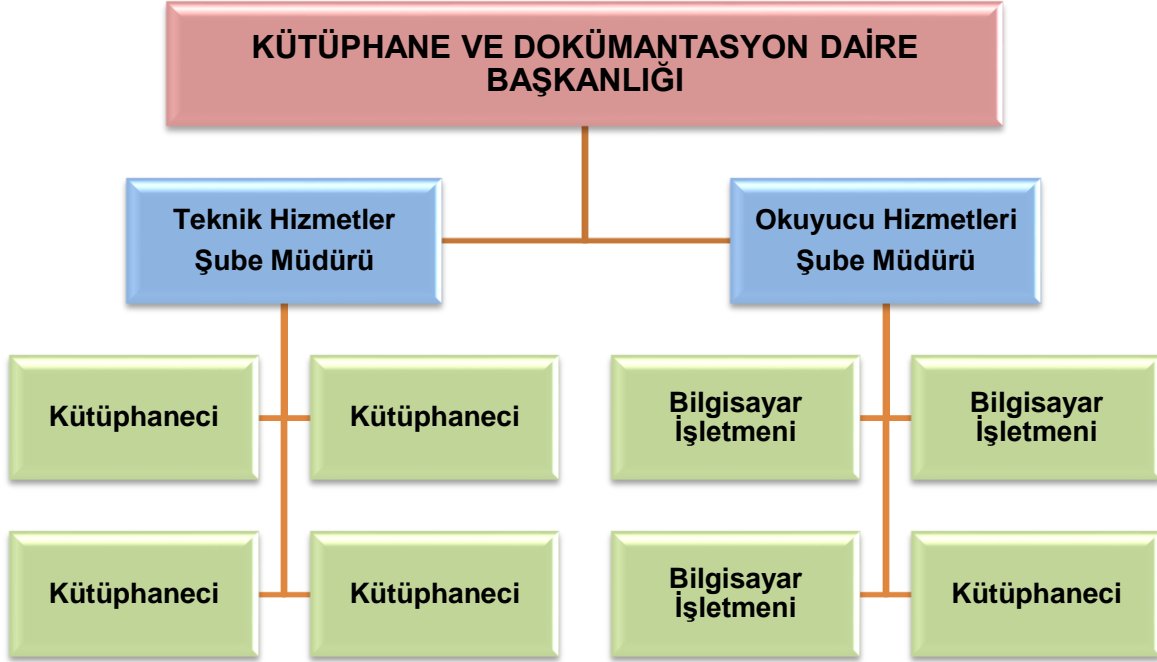 KÜTÜPHANE VE DOKÜMANTASYON DAİRE
BAŞKANLIĞI
Teknik Hizmetler
Şube Müdürü
Okuyucu Hizmetleri
Şube Müdürü
Kütüphaneci
Kütüphaneci
Bilgisayar
İşletmeni
Bilgisayar
İşletmeni
Kütüphaneci
Kütüphaneci
Bilgisayar
İşletmeni
Kütüphaneci